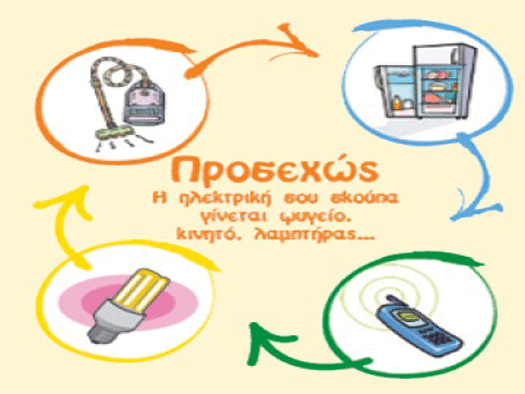 Προσεχώς
Η ηλεκτρική σου σκούπα
γίνεται ψυγείο,
κινητό, λαμπτήρας...